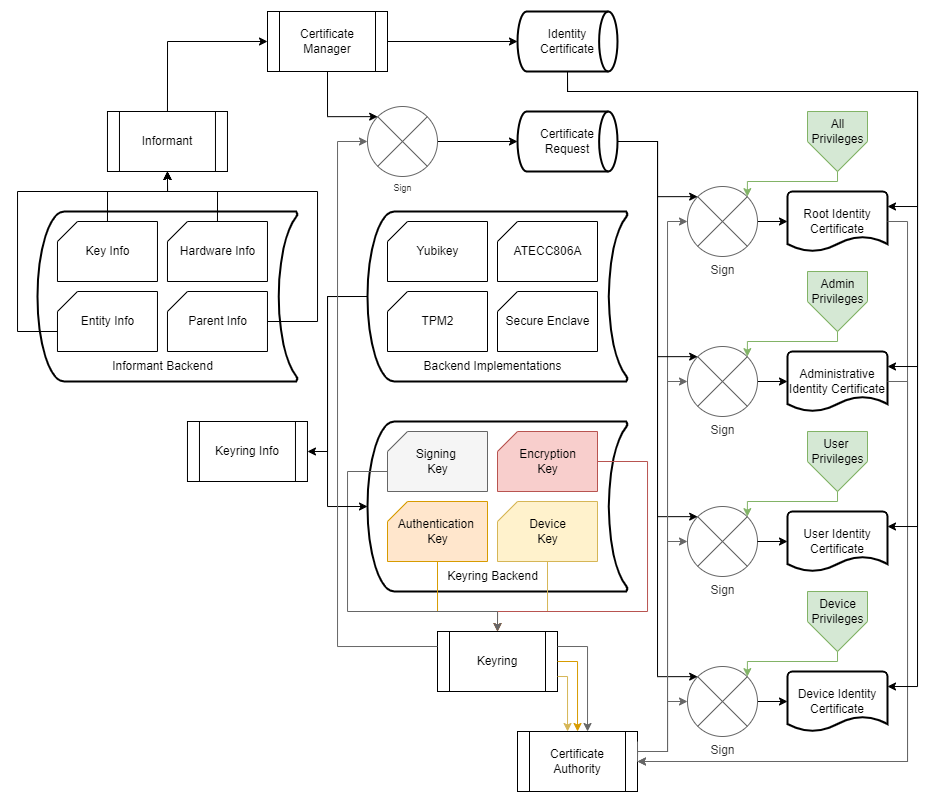 Certificate
Manager
Identity
Certificate
Informant
Sign
Certificate
Request
All
Privileges
Key Info
Hardware Info
Entity Info
Parent Info
Informant Backend
Yubikey
ATECC806A
TPM2
Secure Enclave
Backend Implementations
Sign
Root Identity
Certificate
Admin
Privileges
Sign
Administrative
Identity Certificate
Keyring Info
Signing
Key
Encryption
Key
Authentication
Key
Device
Key
Keyring Backend
User
Privileges
Sign
User Identity
Certificate
Device
Privileges
Keyring
Sign
Device Identity
Certificate
Certificate
Authority